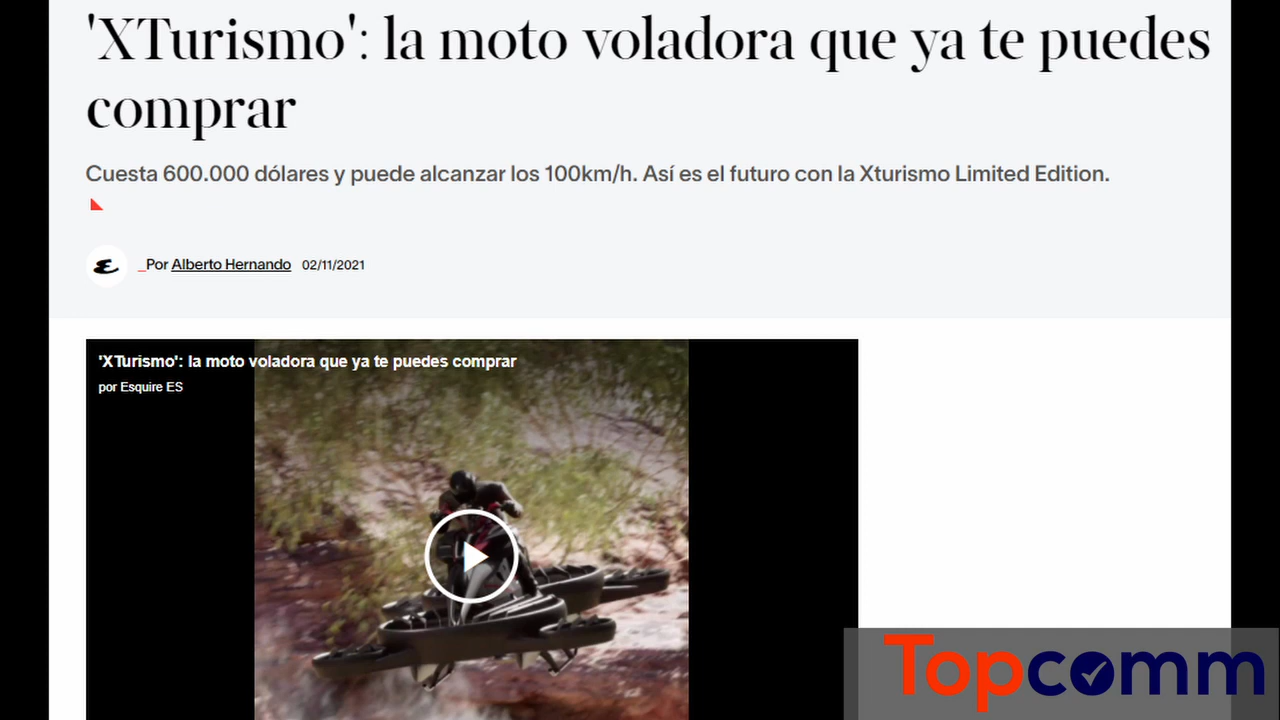 'XTurismo': la moto voladora que ya te puedes
comprar
Cuesta 600.000 dólares y puede alcanzar los 100km/h. Así es el futuro con la Xturismo Limited Edition.
_Por Alberto Hernando 02/11/2021
'XTurismo': la moto voladora que ya te puedes comprar
por Esquire ES
Topcomm